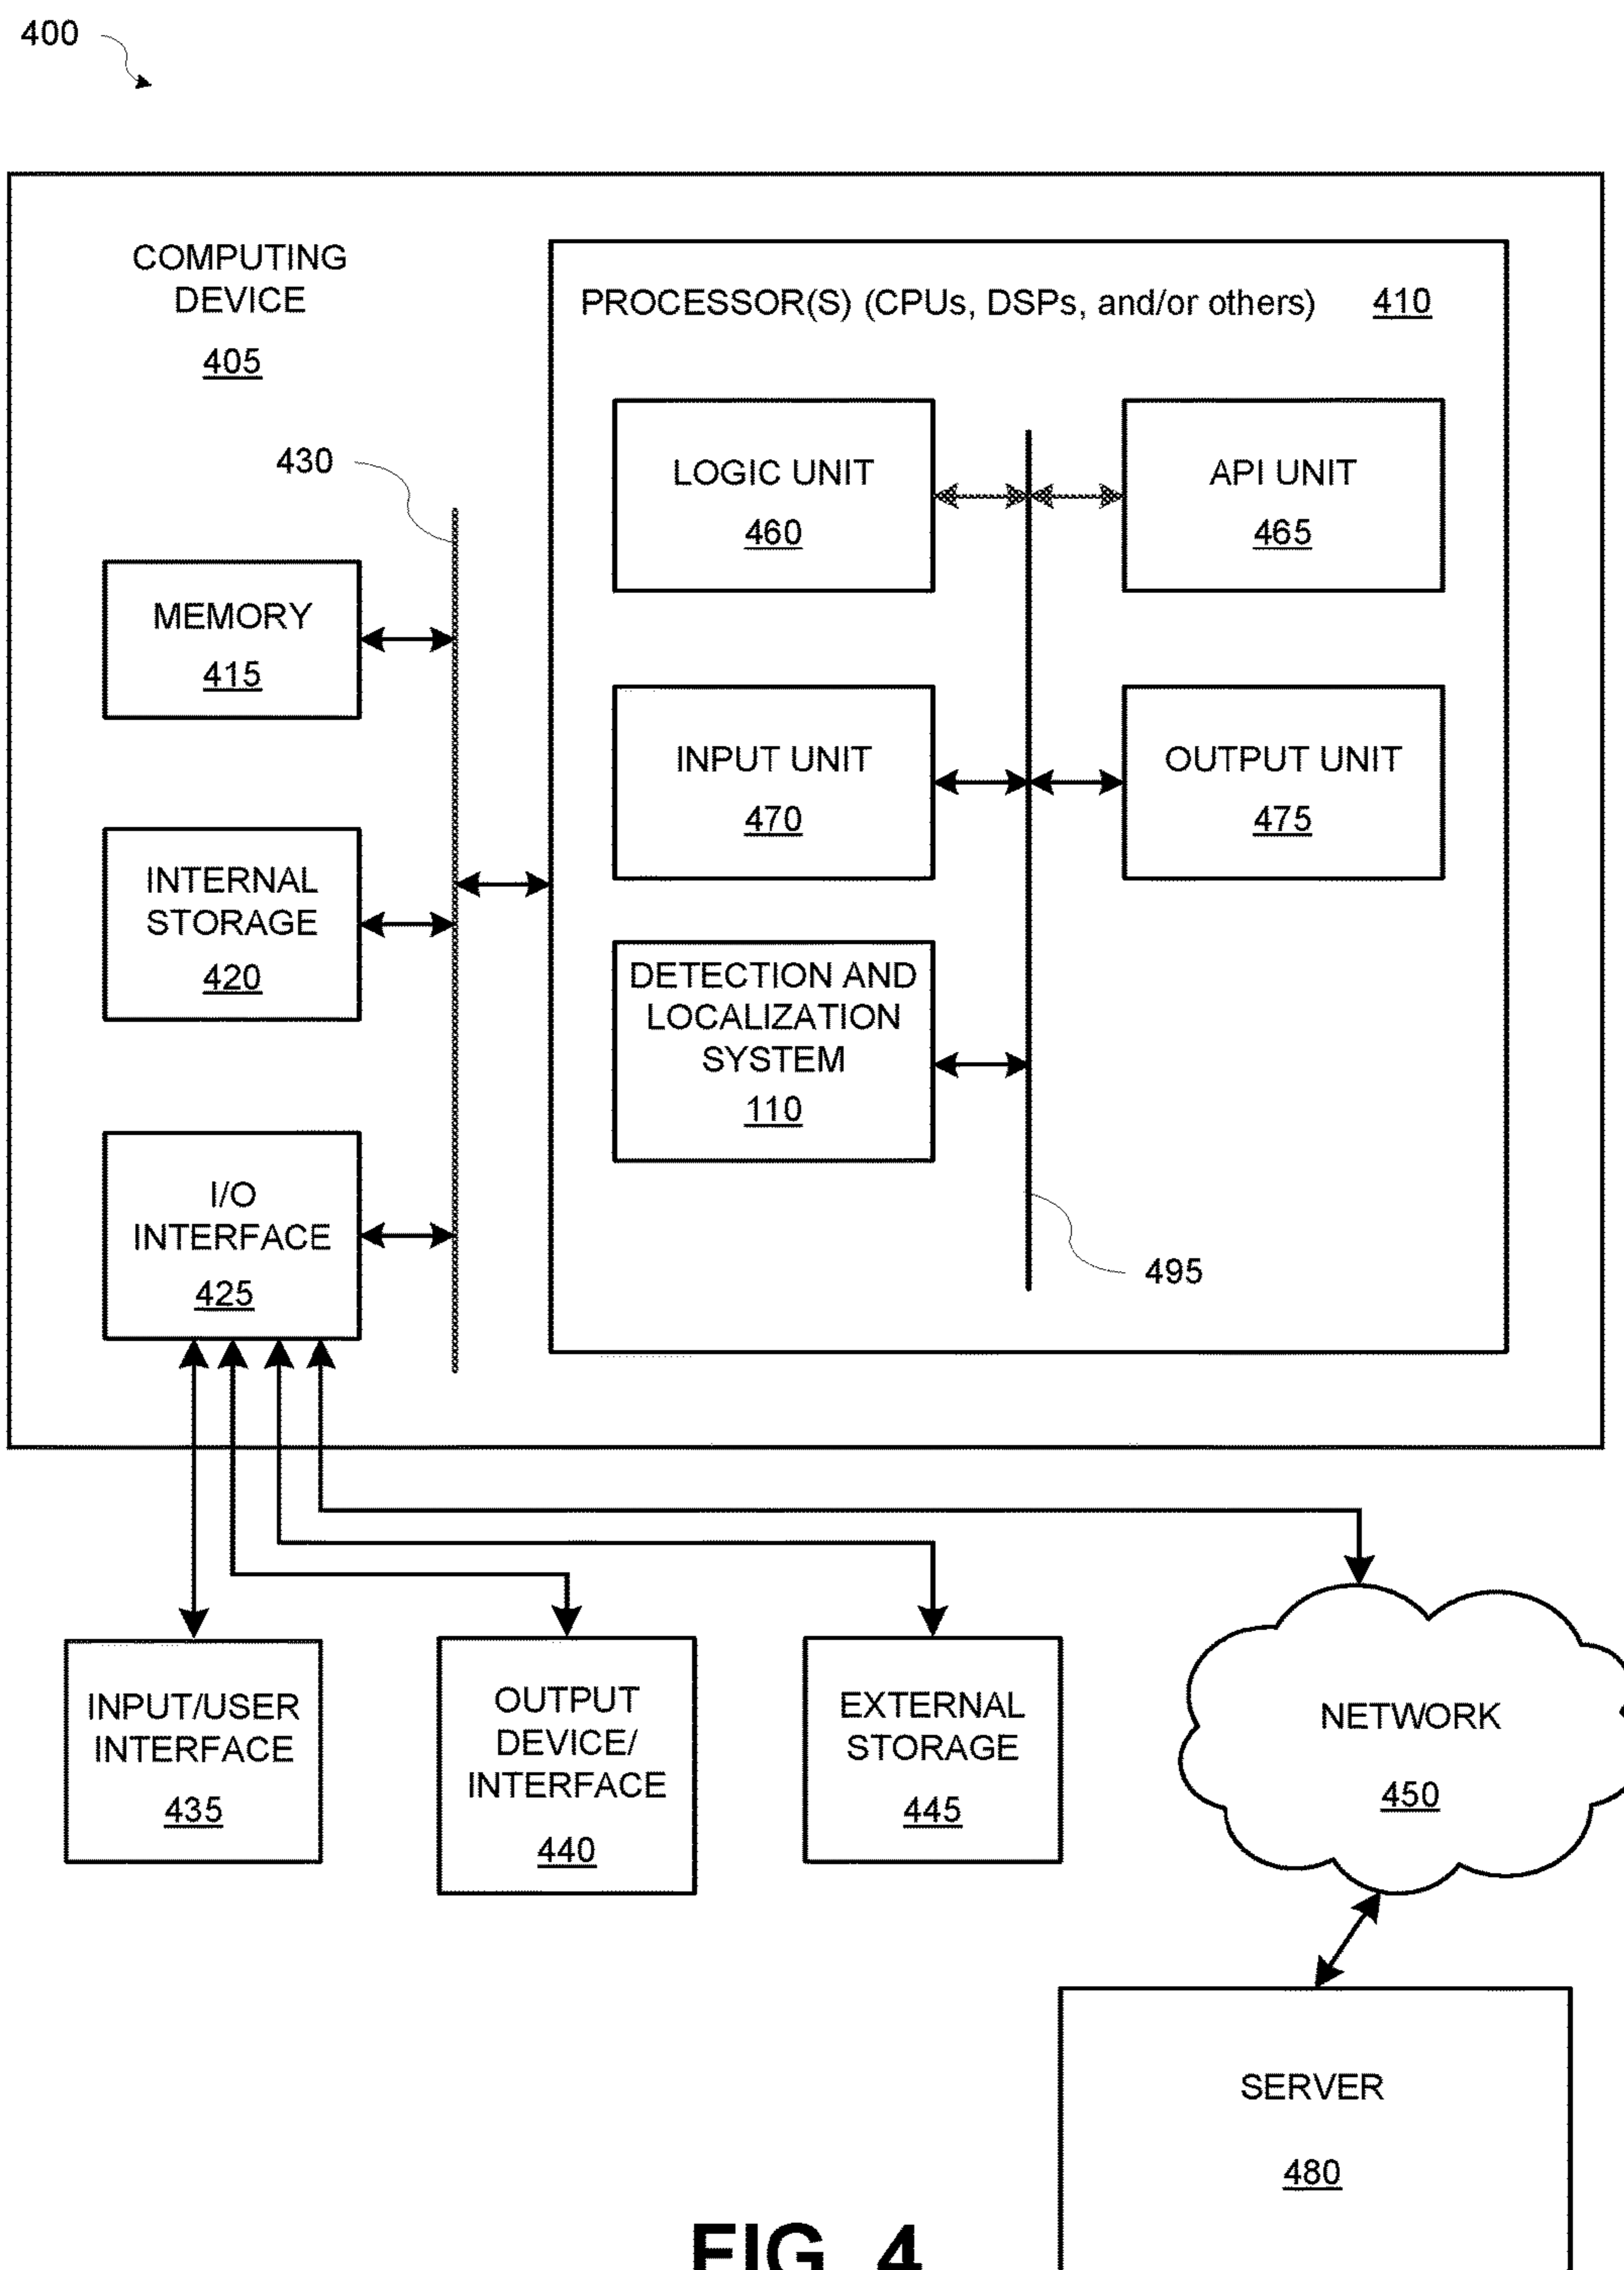 400
COMPUTING
DEVICE
405
PROCESSOR(S) (CPUs, DSPs, and/or others) 410
430
LOGIC UNIT
460
API UNIT
465
MEMORY
415
INPUT UNIT
470
OUTPUT UNIT
475
INTERNAL
STORAGE
420
DETECTION AND
LOCALIZATION
SYSTEM
110
I/O
INTERFACE
425
495
INPUT/USER
INTERFACE
435
OUTPUT
DEVICE/
INTERFACE
440
EXTERNAL
STORAGE
445
NETWORK
450
SERVER
480
FIG. 4